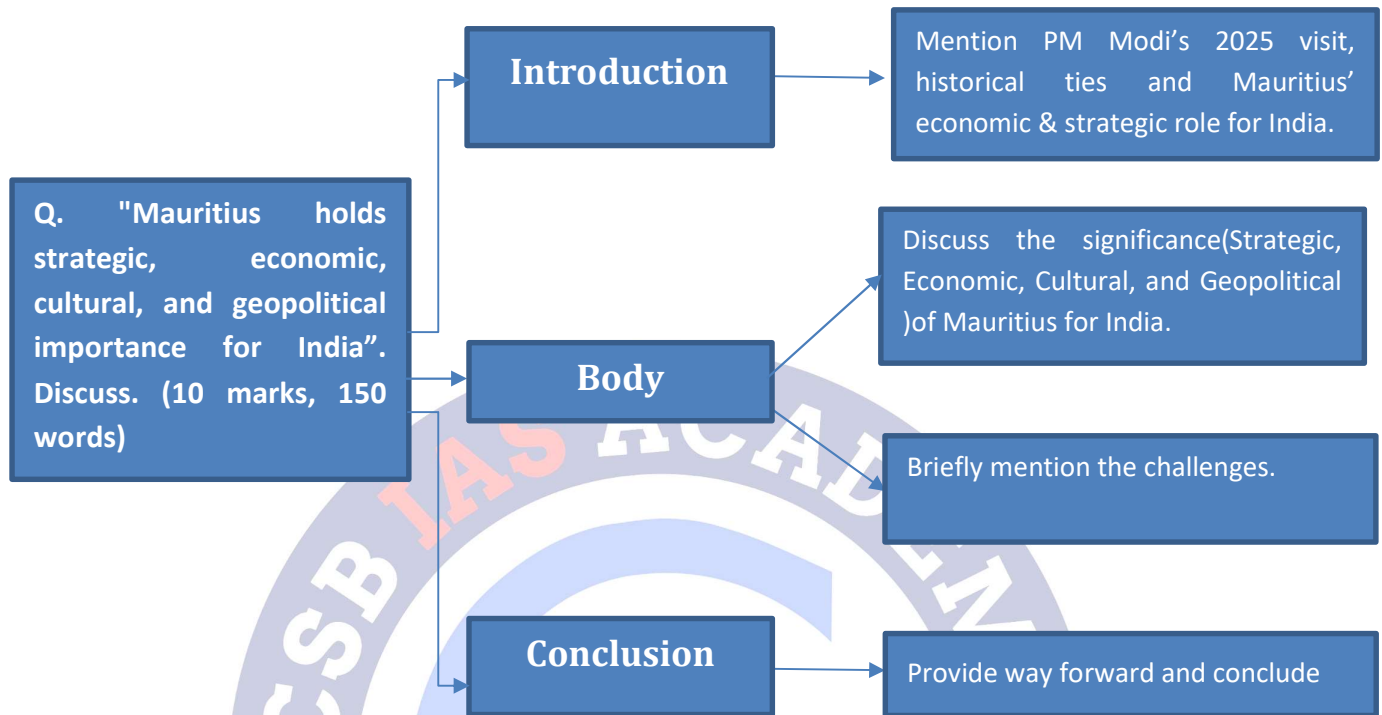 Q. "Mauritius holds
strategic, economic,
cultural, and geopolitical
importance for India”.
Discuss. (10 marks, 150
words)
Introduction
Mention PM Modi’s 2025 visit,
historical ties and Mauritius’
economic & strategic role for India.
Body
Discuss the significance(Strategic,
Economic, Cultural, and Geopolitical
)of Mauritius for India.
Briefly mention the challenges.
Conclusion
Provide way forward and conclude
CSB IAS ACADEM